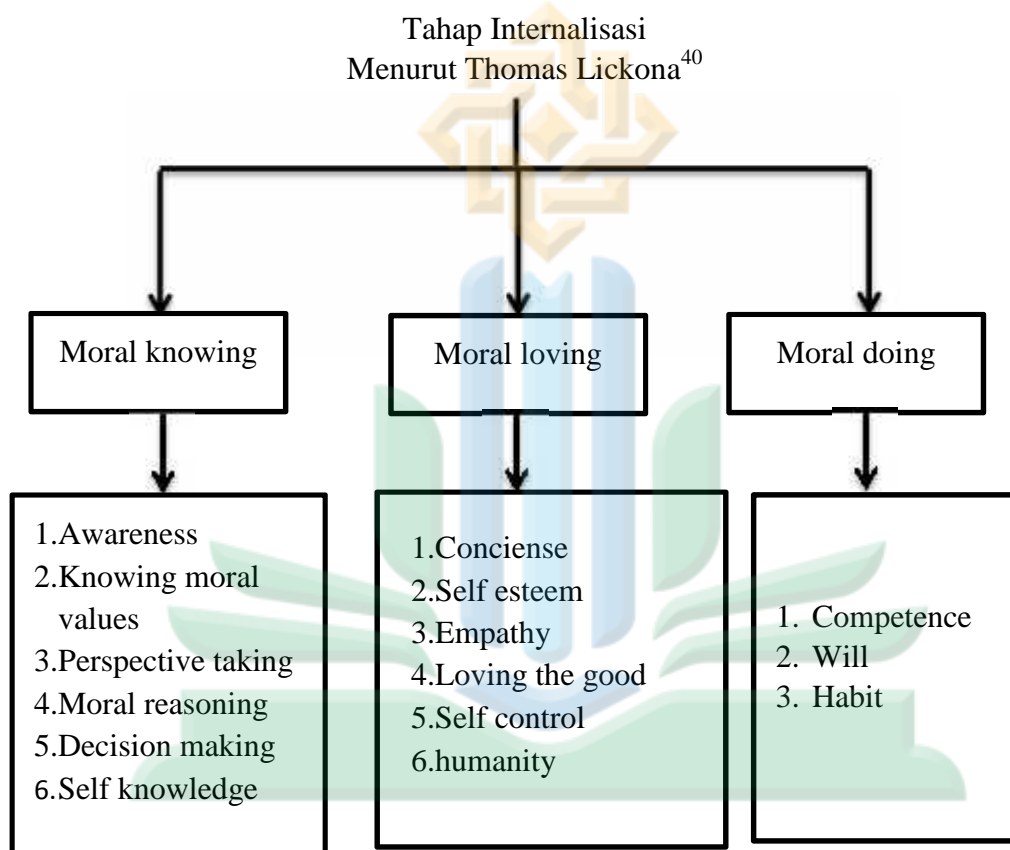 Tahap Internalisasi
Menurut Thomas Lickona40
Moral knowing
Moral loving
Moral doing
1.Awareness
2.Knowing moral
values
3.Perspective taking
4.Moral reasoning
5.Decision making
6.Self knowledge
1.Conciense
2.Self esteem
3.Empathy
4.Loving the good
5.Self control
6.humanity
1. Competence
2. Will
3. Habit